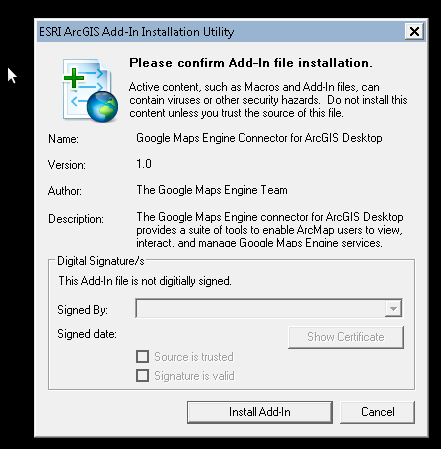 ESRI ArcGIS Add-In Installation Utility
Please confirm Add-In file installation.
Active content, such as Macros and Add-In files, can
contain viruses or other security hazards. Do not install this
content unless you trust the source of this file.
Name: Google Maps Engine Connector for ArcGIS Desktop
Version: 1.0
Author: The Google Maps Engine Team
Description: The Google Maps Engine connector for ArcGIS Desktop
provides a suite of tools to enable ArcMap users to view,
interact, and manage Google Maps Engine services.
Digital Signature/s
This Add-In file is not digitially signed.
Signed By:
Signed date:
Show Certificate
Source is trusted
Signature is valid
Install Add-In Cancel